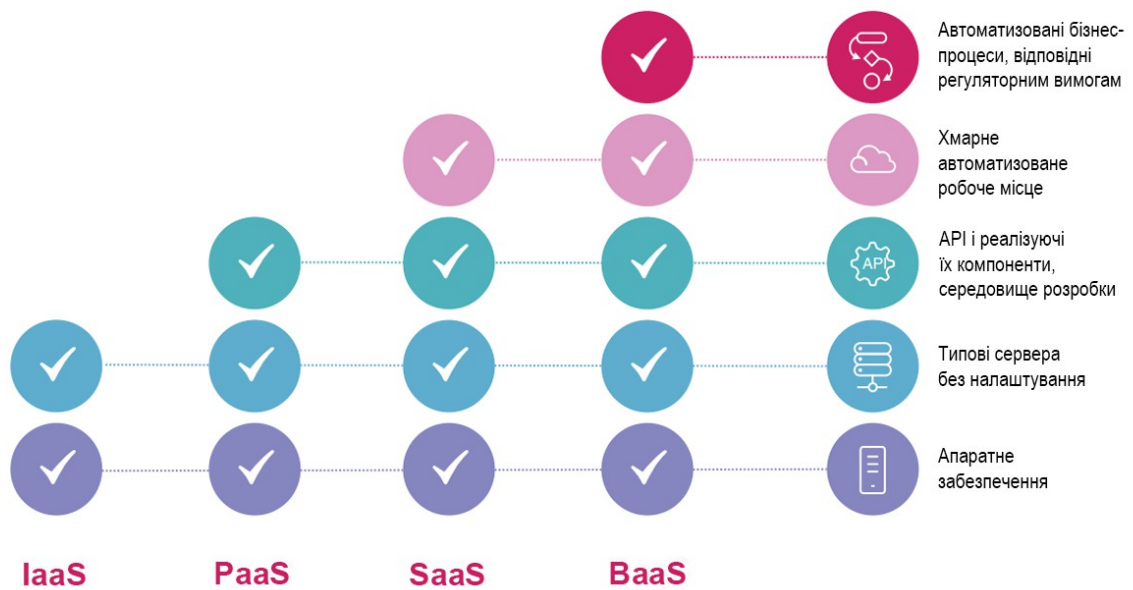 Автоматизовані бізнес-
процеси, відповідні
регуляторним вимогам
Хмарне
автоматизоване
робоче місце
API
API і реалізуючі
їх компоненти,
середовище розробки
Типові сервера
без налаштування
Апаратне
забезпечення
IaaS
PaaS
SaaS
BaaS